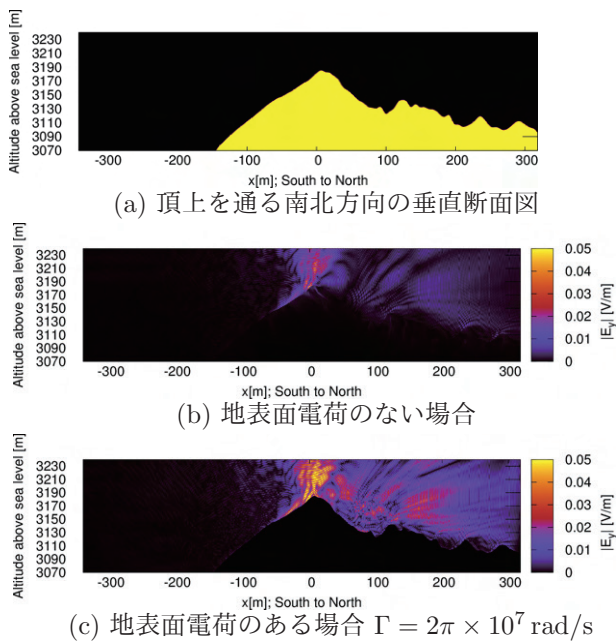 Altitude above sea level [m]
3230
3210
3190
3170
3150
3130
3110
3090
3070
-300 -200 -100 0 100 200 300
x[m]; South to North
(a) 頂上を通る南北方向の垂直断面図
Altitude above sea level [m]
3230
3210
3190
3170
3150
3130
3110
3090
3070
-300 -200 -100 0 100 200 300
x[m]; South to North
0.05
0.04
0.03
0.02
0.01
0
|Ey| [V/m]
(b) 地表面電荷のない場合
Altitude above sea level [m]
3230
3210
3190
3170
3150
3130
3110
3090
3070
-300 -200 -100 0 100 200 300
x[m]; South to North
0.05
0.04
0.03
0.02
0.01
0
|Ey| [V/m]
(c) 地表面電荷のある場合 Γ = 2π × 10⁷ rad/s